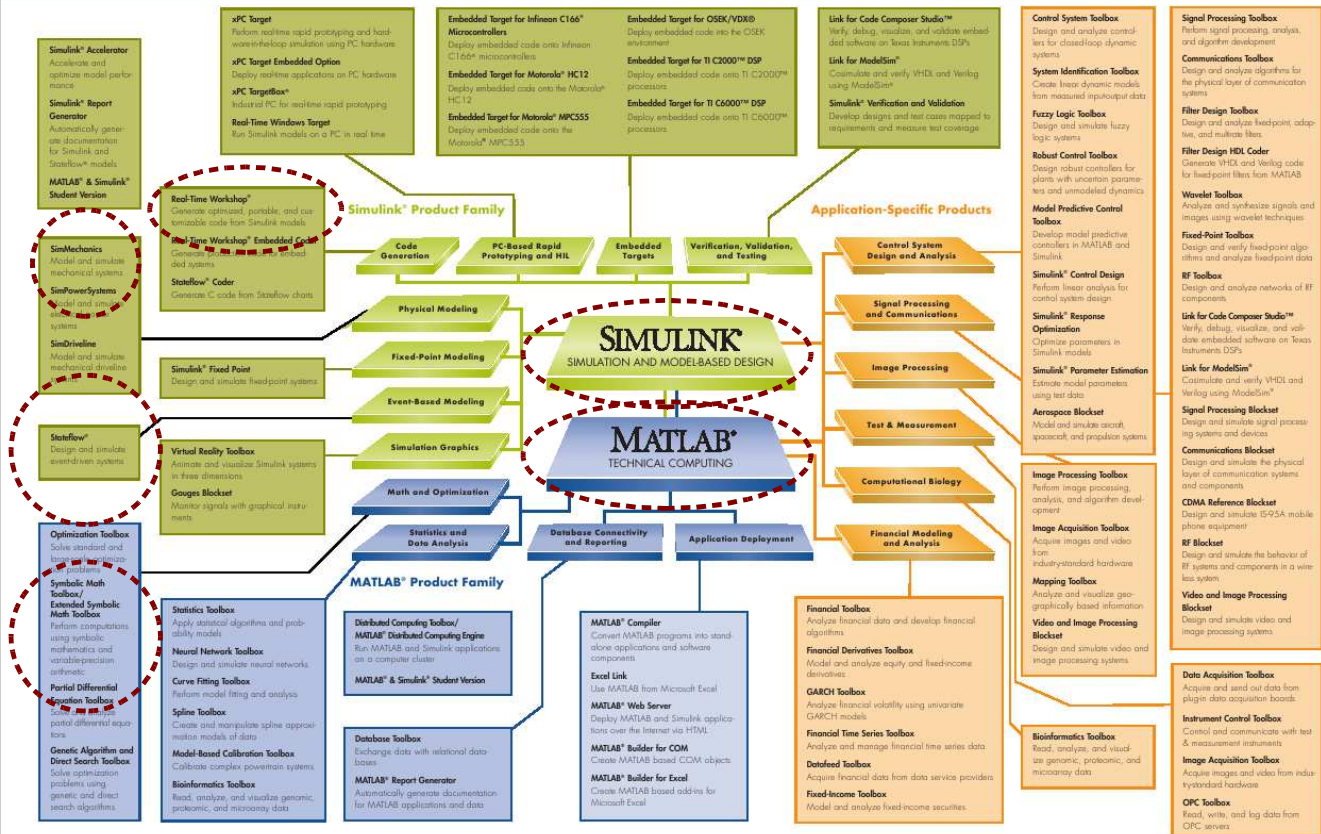 Simulink® Accelerator
Accelerate and
optimize model perfor-
mance
Simulink® Report
Generator
Automatically gener-
ate documentation
for Simulink and
Stateflow® models
MATLAB® & Simulink®
Student Version
xPC Target
Perform real-time rapid prototyping and hard-
ware-in-the-loop simulation using PC hardware
xPC Target Embedded Option
Deploy real-time applications on PC hardware
xPC TargetBox®
Industrial PC for real-time rapid prototyping
Real-Time Windows Target
Run Simulink models on a PC in real time
Embedded Target for Infineon C166®
Microcontrollers
Deploy embedded code onto Infineon
C166® microcontrollers
Embedded Target for Motorola® HC12
Deploy embedded code onto the Motorola®
HC12
Embedded Target for Motorola® MPC555
Deploy embedded code onto the
Motorola® MPC555
Embedded Target for OSEK/VDX®
Deploy embedded code into the OSEK
environment
Embedded Target for TI C2000™ DSP
Deploy embedded code onto TI C2000™
processors
Embedded Target for TI C6000™ DSP
Deploy embedded code onto TI C6000™
processors
Link for Code Composer Studio™
Verify, debug, visualize, and validate embed-
ded software on Texas Instruments DSPs
Link for ModelSim®
Cosimulate and verify VHDL and Verilog
using ModelSim®
Simulink® Verification and Validation
Develop designs and test cases mapped to
requirements and measure test coverage
Control System Toolbox
Design and analyze control-
lers for closed-loop dynamic
systems
System Identification Toolbox
Create linear dynamic models
from measured input-output data
Fuzzy Logic Toolbox
Design and simulate fuzzy
logic systems
Robust Control Toolbox
Design robust controllers for
plants with uncertain parame-
ters and unmodeled dynamics
Model Predictive Control
Toolbox
Develop model predictive
controllers in MATLAB and
Simulink
Simulink® Control Design
Perform linear analysis for
control system design
Simulink® Response
Optimization
Optimize parameters in
Simulink models
Simulink® Parameter Estimation
Estimate model parameters
using test data
Aerospace Blockset
Model and simulate aircraft,
spacecraft, and propulsion systems
Signal Processing Toolbox
Perform signal processing, analysis,
and algorithm development
Communications Toolbox
Design and analyze algorithms for
the physical layer of communication
systems
Filter Design Toolbox
Design and analyze fixed-point, adap-
tive, and multirate filters
Filter Design HDL Coder
Generate VHDL and Verilog code
for fixed-point filters from MATLAB
Wavelet Toolbox
Analyze and synthesize signals and
images using wavelet techniques
Fixed-Point Toolbox
Design and verify fixed-point algo-
rithms and analyze fixed-point data
RF Toolbox
Design and analyze networks of RF
components
Link for Code Composer Studio™
Verify, debug, visualize, and vali-
date embedded software on Texas
Instruments DSPs
Link for ModelSim®
Cosimulate and verify VHDL and
Verilog using ModelSim®
Signal Processing Blockset
Design and simulate signal process-
ing systems and devices
Communications Blockset
Design and simulate the physical
layer of communication systems
and components
CDMA Reference Blockset
Design and simulate IS-95A mobile
phone equipment
RF Blockset
Design and simulate the behavior of
RF systems and components in a wire-
less system
Video and Image Processing
Blockset
Design and simulate video and
image processing systems
Real-Time Workshop®
Generate optimized, portable, and cus-
tomizable code from Simulink models
Real-Time Workshop® Embedded Coder
Generate production code for embed-
ded systems
Stateflow® Coder
Generate C code from Stateflow charts
Simulink® Product Family
Application-Specific Products
Code
Generation
PC-Based Rapid
Prototyping and HIL
Embedded
Targets
Verification, Validation,
and Testing
Control System
Design and Analysis
SimMechanics
Model and simulate
mechanical systems
SimPowerSystems
Model and simulate
electrical power
systems
SimDriveline
Model and simulate
mechanical driveline
systems
Physical Modeling
Signal Processing
and Communications
SIMULINK®
SIMULATION AND MODEL-BASED DESIGN
Simulink® Fixed Point
Design and simulate fixed-point systems
Fixed-Point Modeling
Image Processing
Event-Based Modeling
Test & Measurement
Stateflow®
Design and simulate
event-driven systems
Virtual Reality Toolbox
Animate and visualize Simulink systems
in three dimensions
Gauges Blockset
Monitor signals with graphical instru-
ments
Simulation Graphics
MATLAB®
TECHNICAL COMPUTING
Computational Biology
Math and Optimization
Statistics and
Data Analysis
Database Connectivity
and Reporting
Application Deployment
Financial Modeling
and Analysis
MATLAB® Product Family
Image Processing Toolbox
Perform image processing,
analysis, and algorithm devel-
opment
Image Acquisition Toolbox
Acquire images and video
from
industry-standard hardware
Mapping Toolbox
Analyze and visualize geo-
graphically based information
Video and Image Processing
Blockset
Design and simulate video and
image processing systems
Optimization Toolbox
Solve standard and
large-scale optimiza-
tion problems
Symbolic Math
Toolbox/
Extended Symbolic
Math Toolbox
Perform computations
using symbolic
mathematics and
variable-precision
arithmetic
Partial Differential
Equation Toolbox
Solve and analyze
partial differential equa-
tions
Genetic Algorithm and
Direct Search Toolbox
Solve optimization
problems using
genetic and direct
search algorithms
Statistics Toolbox
Apply statistical algorithms and prob-
ability models
Neural Network Toolbox
Design and simulate neural networks
Curve Fitting Toolbox
Perform model fitting and analysis
Spline Toolbox
Create and manipulate spline approxi-
mation models of data
Model-Based Calibration Toolbox
Calibrate complex powertrain systems
Bioinformatics Toolbox
Read, analyze, and visualize genomic,
proteomic, and microarray data
Distributed Computing Toolbox/
MATLAB® Distributed Computing Engine
Run MATLAB and Simulink applications
on a computer cluster
MATLAB® & Simulink® Student Version
Database Toolbox
Exchange data with relational data
bases
MATLAB® Report Generator
Automatically generate documentation
for MATLAB applications and data
MATLAB® Compiler
Convert MATLAB programs into stand-
alone applications and software
components
Excel Link
Use MATLAB from Microsoft Excel
MATLAB® Web Server
Deploy MATLAB and Simulink applica-
tions over the Internet via HTML
MATLAB® Builder for COM
Create MATLAB based COM objects
MATLAB® Builder for Excel
Create MATLAB based add-ins for
Microsoft Excel
Financial Toolbox
Analyze financial data and develop financial
algorithms
Financial Derivatives Toolbox
Model and analyze equity and fixed-income
derivatives
GARCH Toolbox
Analyze financial volatility using univariate
GARCH models
Financial Time Series Toolbox
Analyze and manage financial time series data
Datafeed Toolbox
Acquire financial data from data service providers
Fixed-Income Toolbox
Model and analyze fixed-income securities
Bioinformatics Toolbox
Read, analyze, and visual-
ize genomic, proteomic, and
microarray data
Data Acquisition Toolbox
Acquire and send out data from
plug-in data acquisition boards
Instrument Control Toolbox
Control and communicate with test
& measurement instruments
Image Acquisition Toolbox
Acquire images and video from indus-
try-standard hardware
OPC Toolbox
Read, write, and log data from
OPC servers